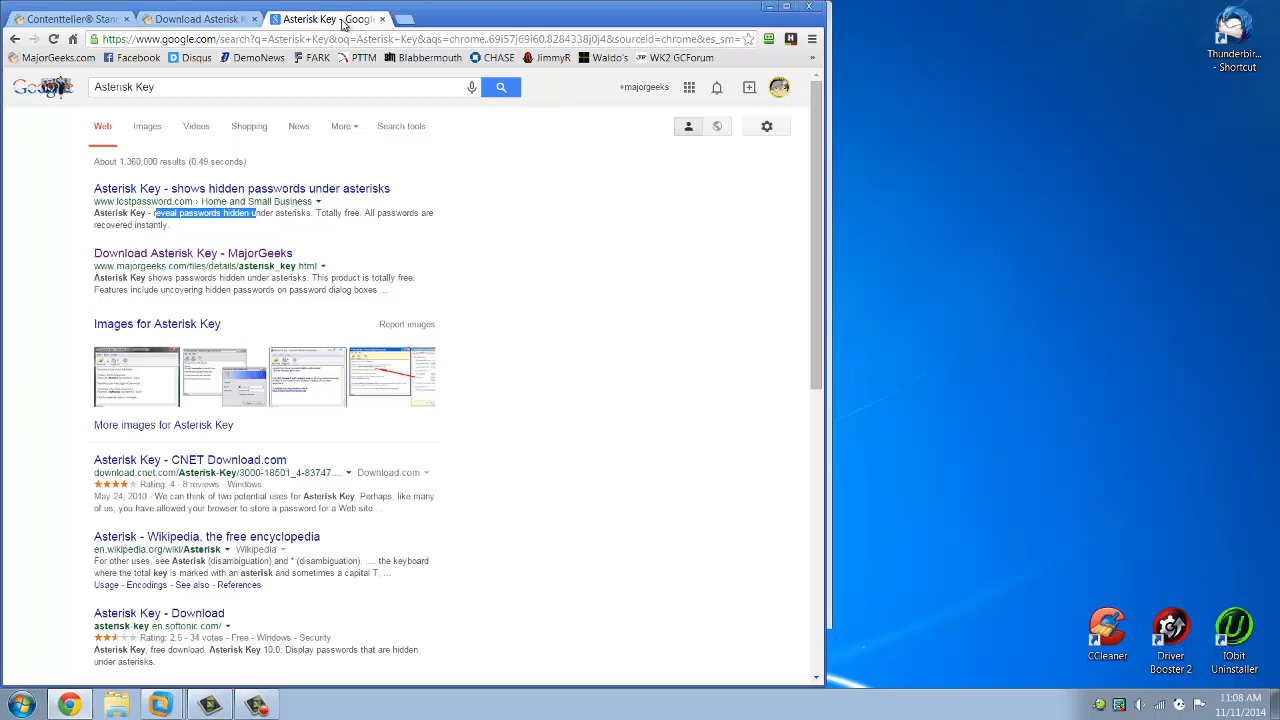 Contentteller® Star
Download Asterisk K
Asterisk Key - Google
https://www.google.com/search?q=Asterisk+Key&oq=Asterisk+Key&aqs=chrome..69i57j69i60.8284338j0j4&sourceid=chrome&es_sm=
MajorGeeks.com
Facebook
Disqus
DemoNews
FARK
PTTM
Blabbermouth
CHASE
JimmyR
Waldo's
WK2 GCForum
»
Google
Asterisk Key
+majorgeeks
Web
Images
Videos
Shopping
News
More
Search tools
About 1,360,000 results (0.49 seconds)
Asterisk Key - shows hidden passwords under asterisks
www.lostpassword.com › Home and Small Business
Asterisk Key - reveal passwords hidden under asterisks. Totally free. All passwords are
recovered instantly.
Download Asterisk Key - MajorGeeks
www.majorgeeks.com/files/details/asterisk_key.html
Asterisk Key shows passwords hidden under asterisks. This product is totally free.
Features include uncovering hidden passwords on password dialog boxes ...
Images for Asterisk Key
Report images
More images for Asterisk Key
Asterisk Key - CNET Download.com
download.cnet.com/Asterisk-Key/3000-18501_4-83747....
Download.com
Rating: 4 - 8 reviews - Windows
May 24, 2010 - We can think of two potential uses for Asterisk Key. Perhaps, like many
of us, you have allowed your browser to store a password for a Web site ...
Asterisk - Wikipedia, the free encyclopedia
en.wikipedia.org/wiki/Asterisk
Wikipedia
For other uses, see Asterisk (disambiguation) and * (disambiguation). .... the keyboard
where the total key is marked with an asterisk and sometimes a capital T, ...
Usage - Encodings - See also - References
Asterisk Key - Download
asterisk-key.en.softonic.com/
Rating: 2.5 - 34 votes - Free - Windows - Security
Asterisk Key, free download. Asterisk Key 10.0: Display passwords that are hidden
under asterisks.
Thunderbir...
- Shortcut
CCleaner
Driver
Booster 2
IObit
Uninstaller
11:08 AM
11/11/2014